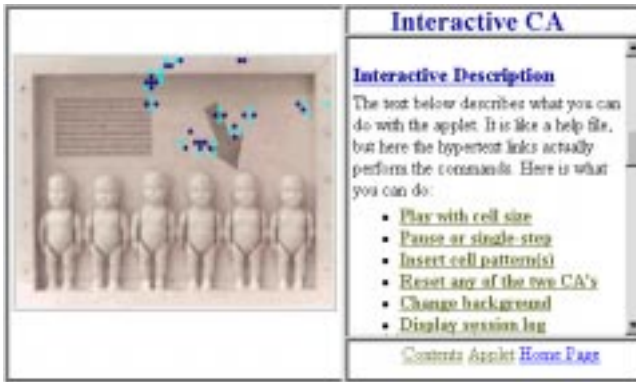 Interactive CA
Interactive Description
The text below describes what you can
do with the applet. It is like a help file,
but here the hypertext links actually
perform the commands. Here is what
you can do:
Play with cell size
Pause or single-step
Insert cell pattern(s)
Reset any of the two CA's
Change background
Display session log
Contents Applet Home Page